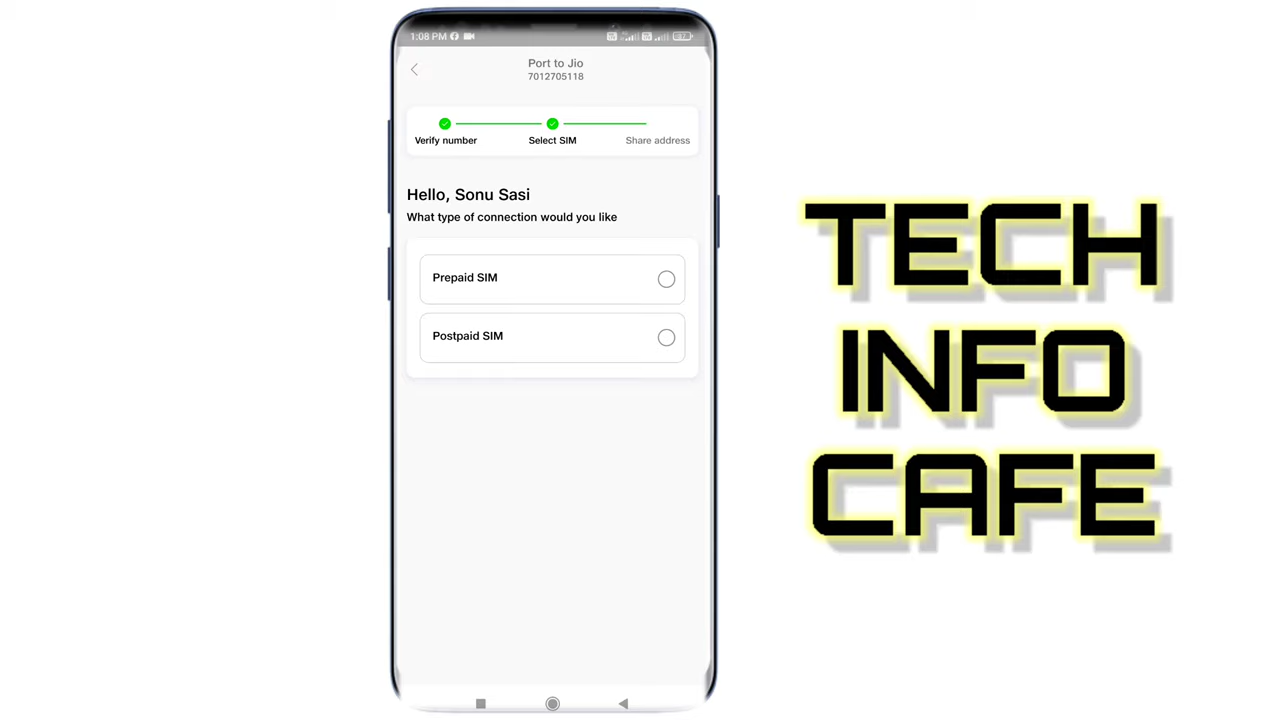 1:08 PM
Port to Jio
7012705118
Verify number
Select SIM
Share address
Hello, Sonu Sasi
What type of connection would you like
Prepaid SIM
Postpaid SIM
TECH
INFO
CAFE